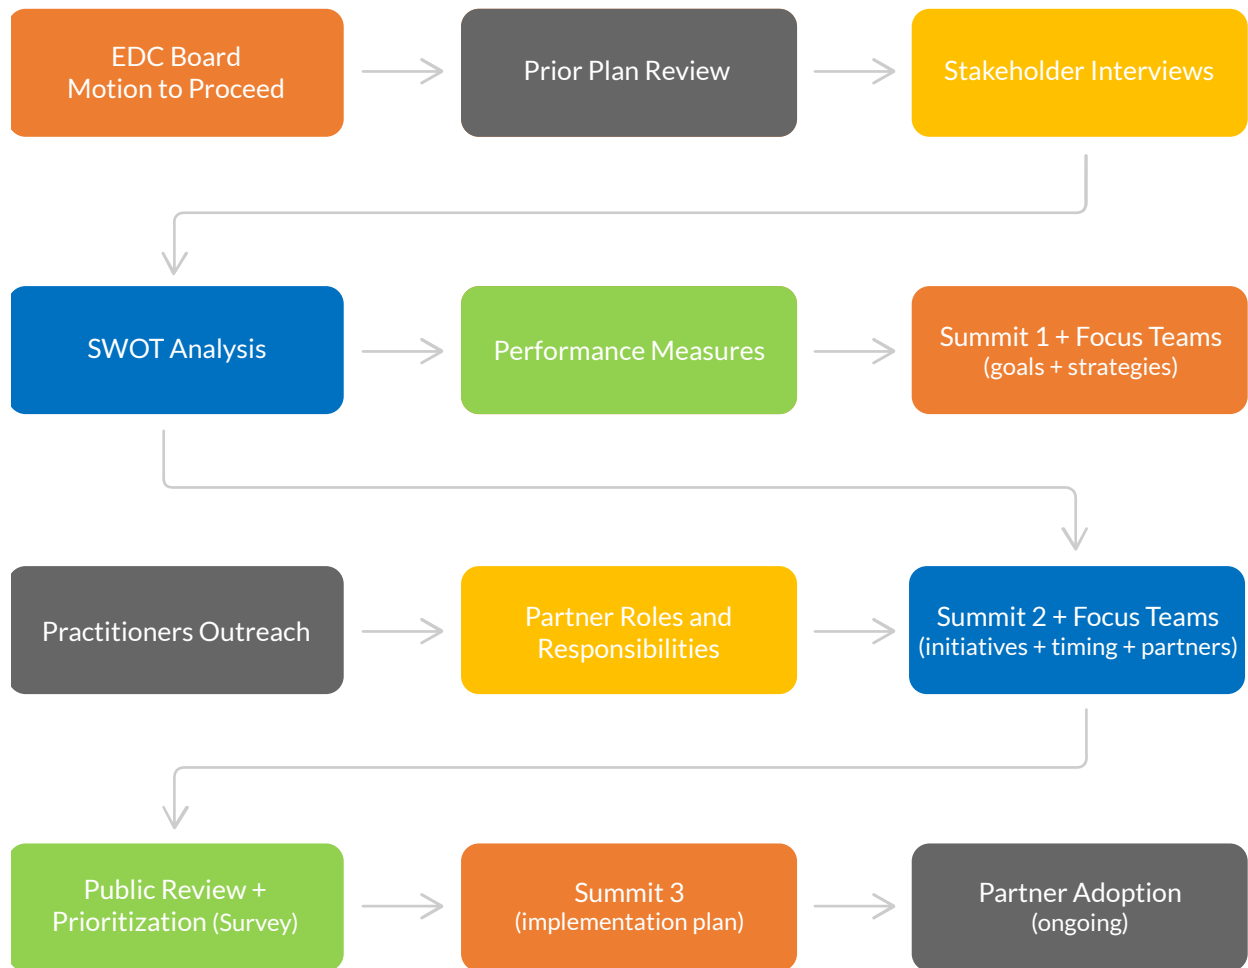 EDC Board
Motion to Proceed
Prior Plan Review
Stakeholder Interviews
SWOT Analysis
Performance Measures
Summit 1 + Focus Teams
(goals + strategies)
Practitioners Outreach
Partner Roles and
Responsibilities
Summit 2 + Focus Teams
(initiatives + timing + partners)
Public Review +
Prioritization (Survey)
Summit 3
(implementation plan)
Partner Adoption
(ongoing)